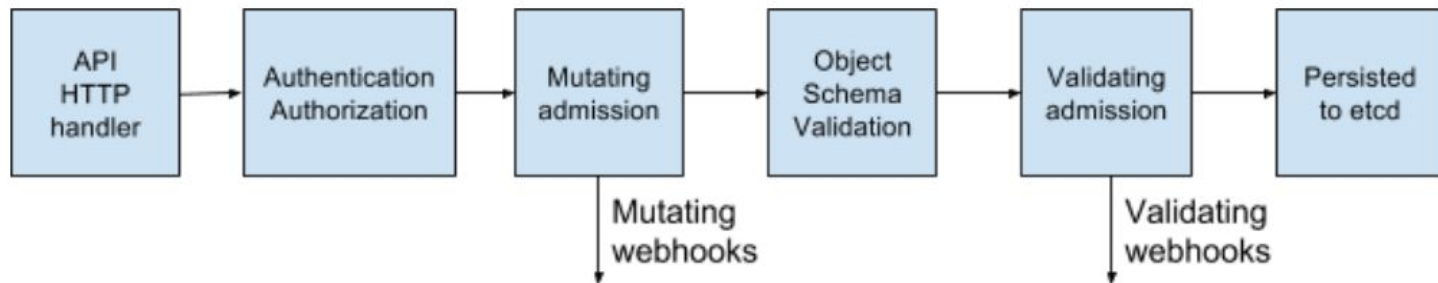 API
HTTP
handler
Authentication
Authorization
Mutating
admission
Object
Schema
Validation
Validating
admission
Persisted
to etcd
Mutating
webhooks
Validating
webhooks